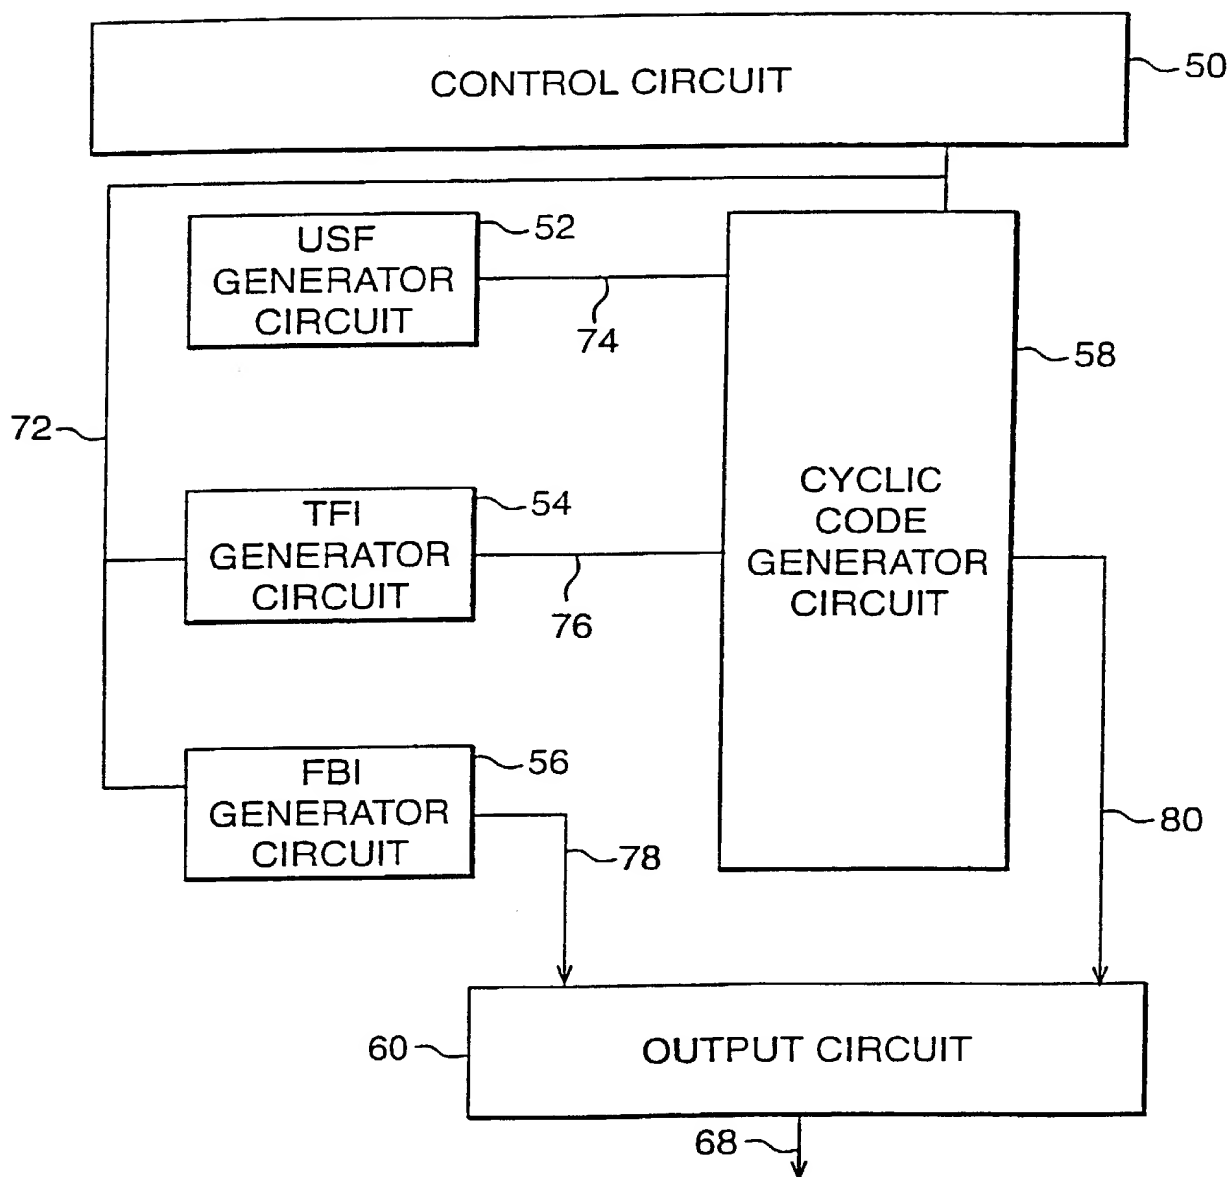 CONTROL CIRCUIT
50
USF
GENERATOR
CIRCUIT
52
74
58
72
TFI
GENERATOR
CIRCUIT
54
76
CYCLIC
CODE
GENERATOR
CIRCUIT
FBI
GENERATOR
CIRCUIT
56
78
80
60
OUTPUT CIRCUIT
68